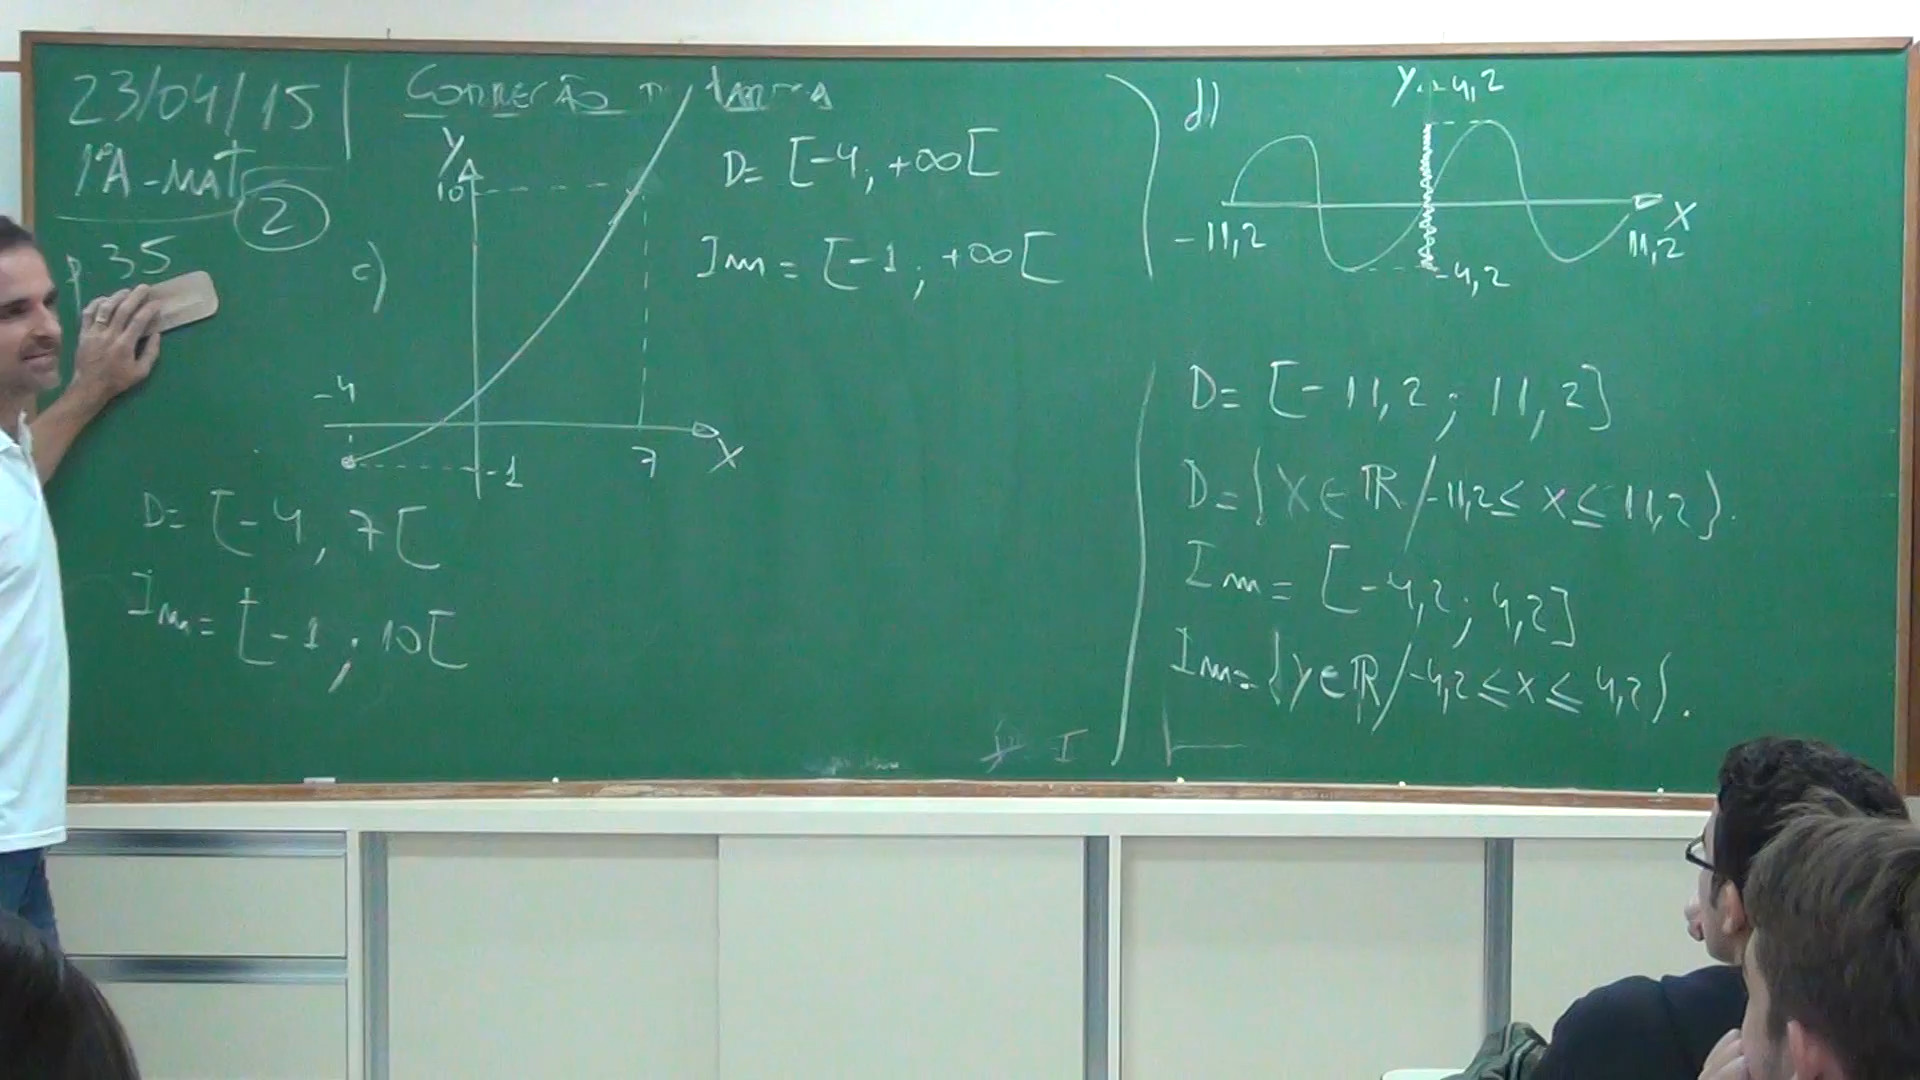 23/04/15
1ºA - MAT
2
p. 35
CORREÇÃO
c)
Y
10
-4
-1
7
X
D= [-4; +∞[
Im = [-1; +∞[
D= [-4, 7[
Im= [-1; 10[
d)
Y
4,2
-11,2
11,2
X
-4,2
D= [-11,2 ; 11,2]
D= {X ∈ ℝ / -11,2 ≤ x ≤ 11,2}.
Im= [-4,2 ; 4,2]
Im= {y ∈ ℝ / -4,2 ≤ x ≤ 4,2}.